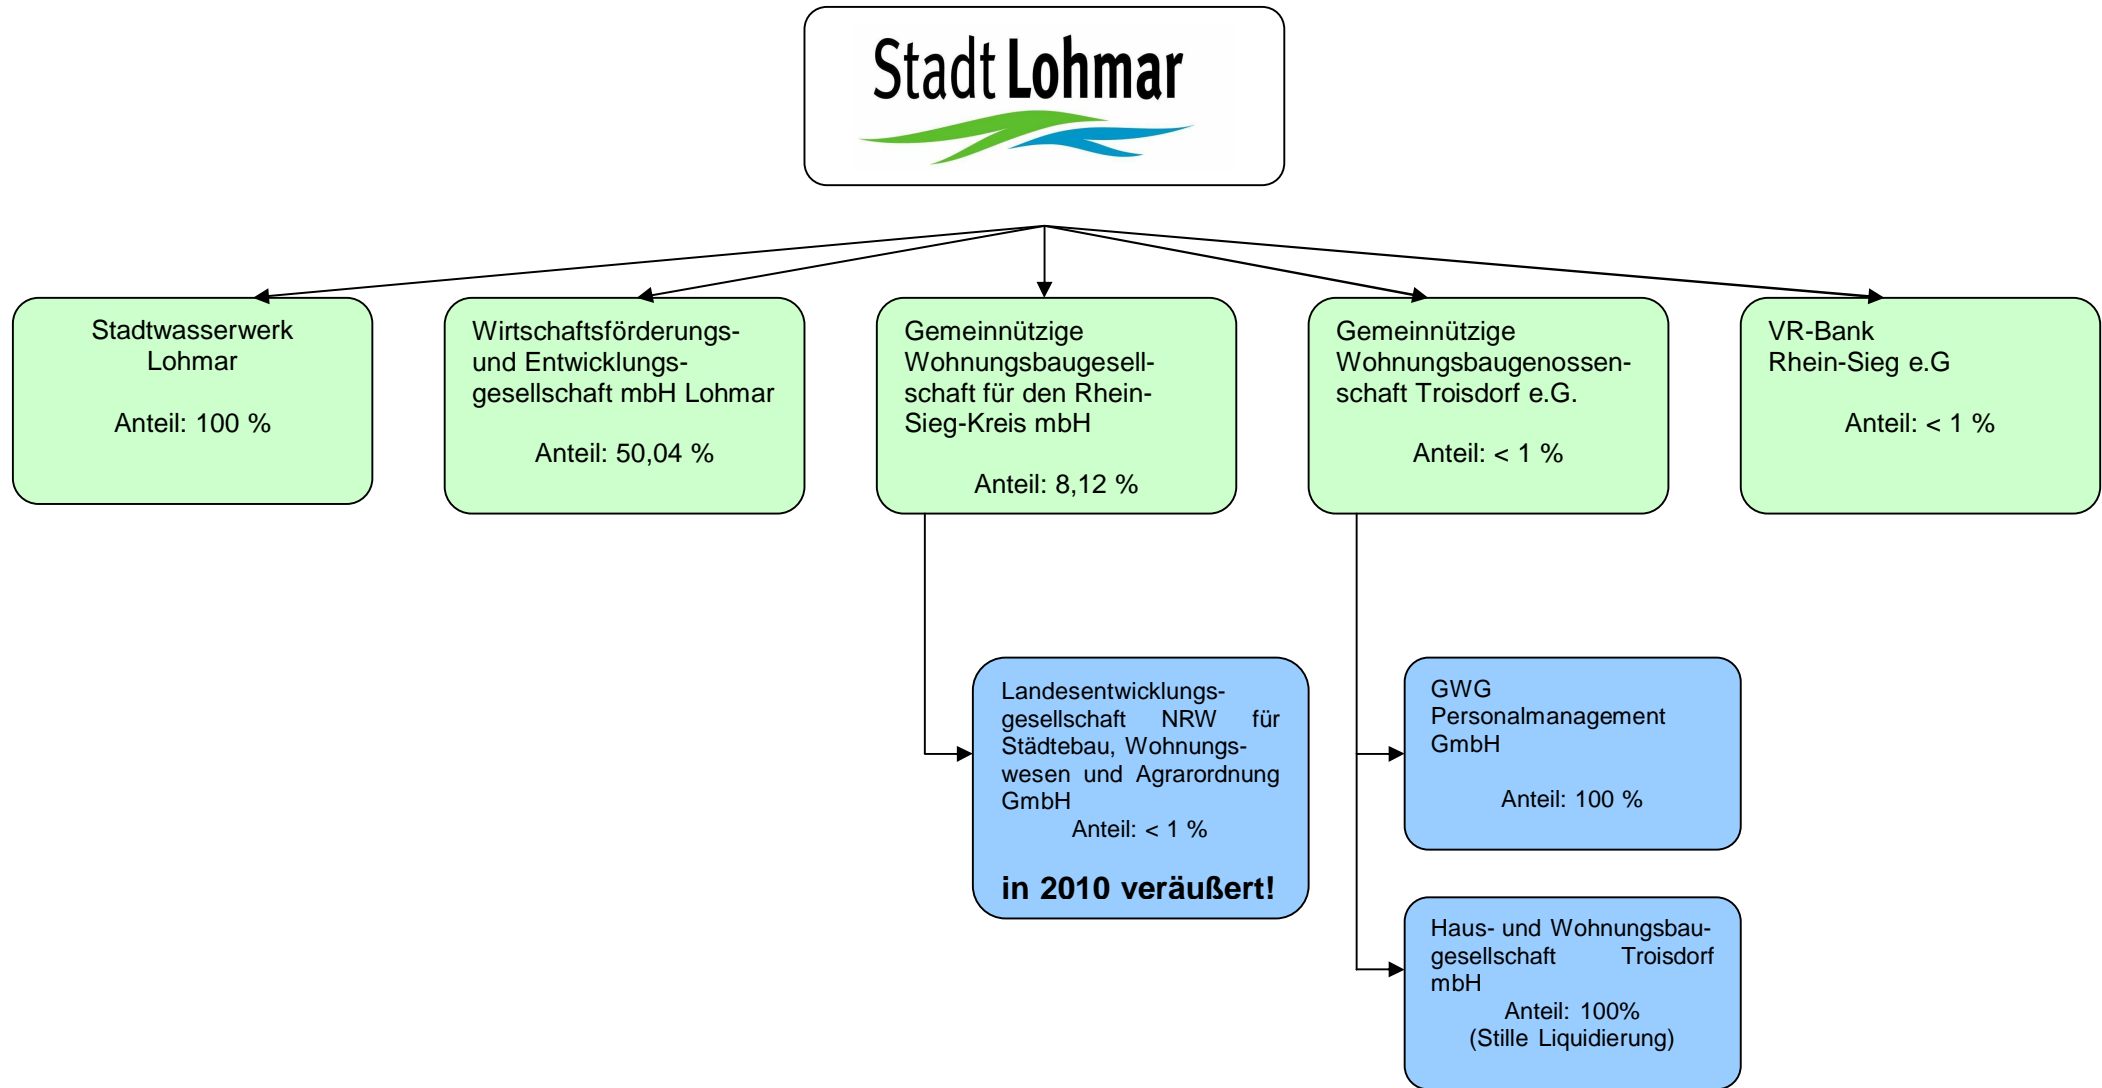 Stadt Lohmar
Stadtwasserwerk
Lohmar
Anteil: 100 %
Wirtschaftsförderungs-
und Entwicklungs-
gesellschaft mbH Lohmar
Anteil: 50,04 %
Gemeinnützige
Wohnungsbaugesell-
schaft für den Rhein-
Sieg-Kreis mbH
Anteil: 8,12 %
Gemeinnützige
Wohnungsbaugenossen-
schaft Troisdorf e.G.
Anteil: < 1 %
VR-Bank
Rhein-Sieg e.G
Anteil: < 1 %
Landesentwicklungs-
gesellschaft NRW für
Städtebau, Wohnungs-
wesen und Agrarordnung
GmbH
Anteil: < 1 %
in 2010 veräußert!
GWG
Personalmanagement
GmbH
Anteil: 100 %
Haus- und Wohnungsbau-
gesellschaft Troisdorf
mbH
Anteil: 100%
(Stille Liquidierung)